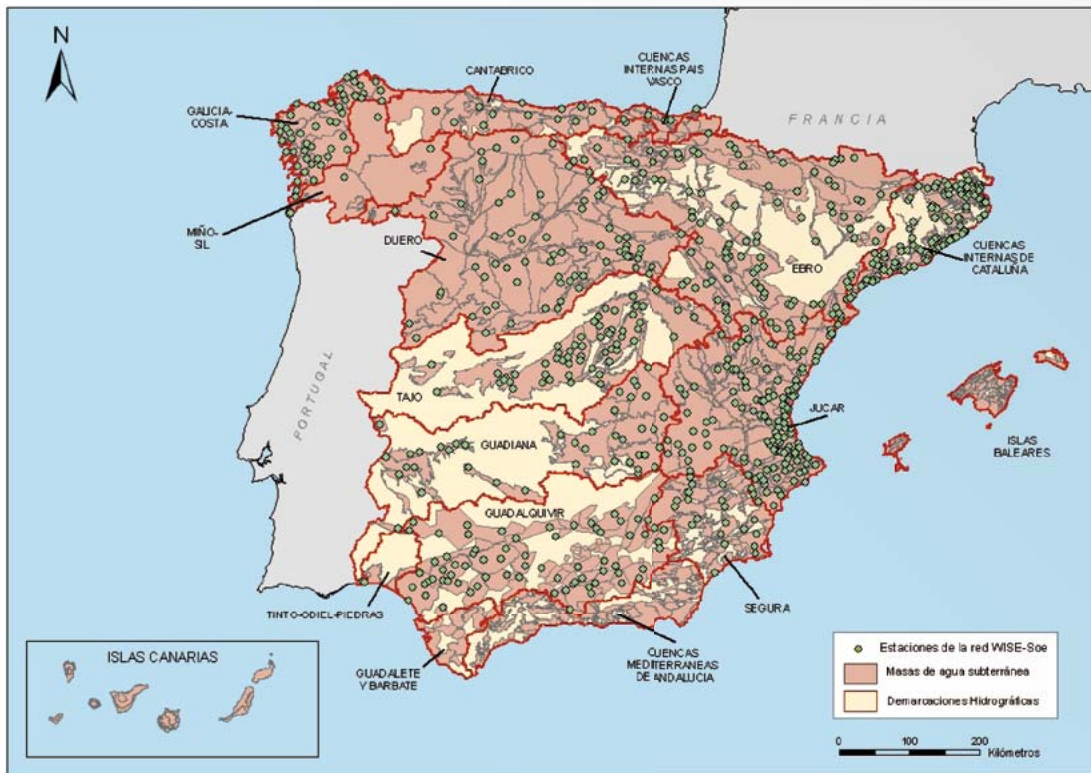 N
CANTABRICO
CUENCAS
INTERNAS PAIS
VASCO
GALICIA-
COSTA
FRANCIA
MIÑO-
SIL
DUERO
EBRO
CUENCAS
INTERNAS DE
CATALUÑA
PORTUGAL
TAJO
JUCAR
GUADIANA
ISLAS
BALEARES
GUADALQUIVIR
TINTO-ODIEL-PIEDRAS
SEGURA
GUADALETE
Y BARBATE
CUENCAS
MEDITERRANEAS
DE ANDALUCIA
ISLAS CANARIAS
Estaciones de la red WISE-Soe
Masas de agua subterránea
Demarcaciones Hidrográficas
0 100 200
Kilómetros